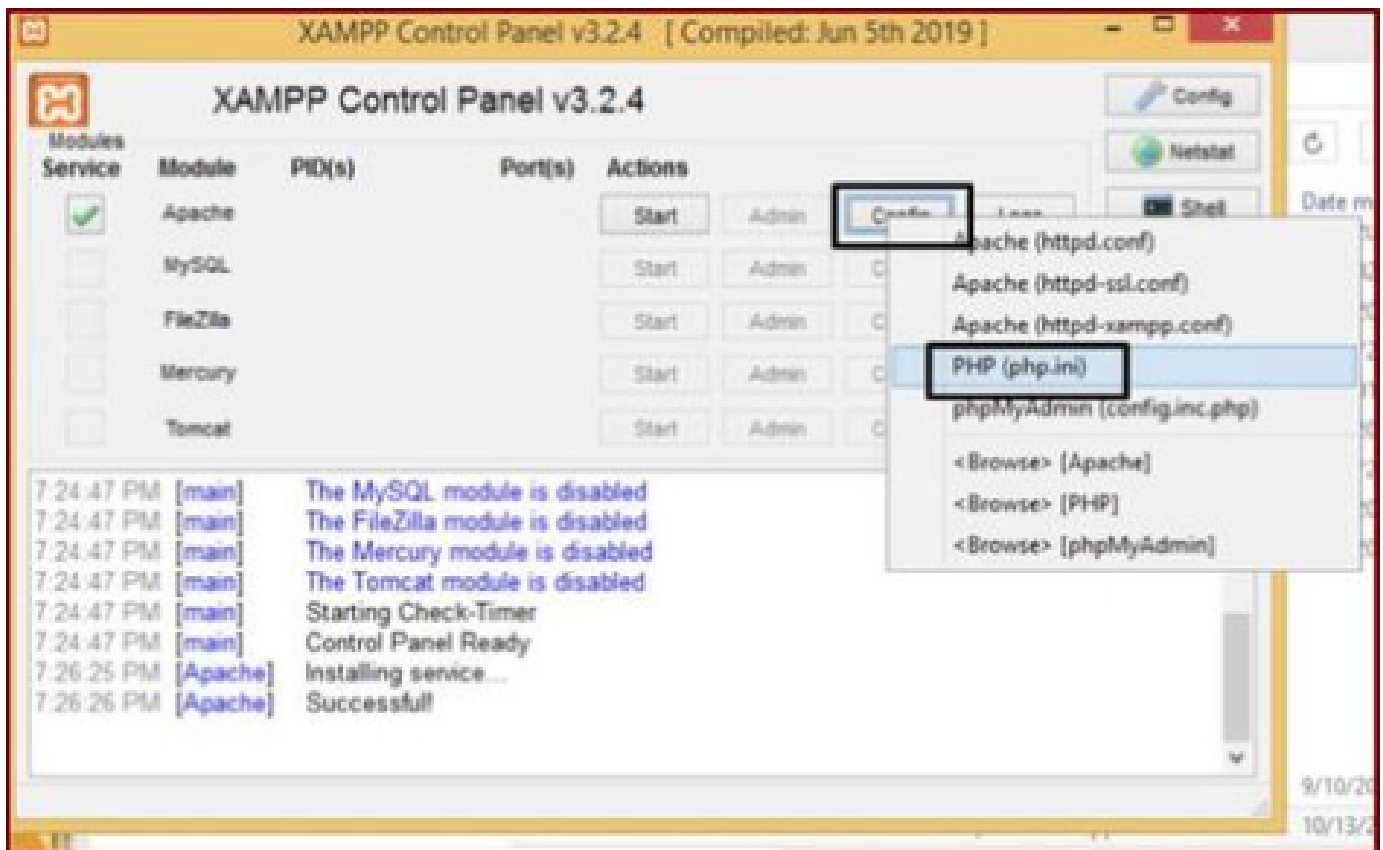 XAMPP Control Panel v3.2.4 [ Compiled: Jun 5th 2019 ]
XAMPP Control Panel v3.2.4
Config
Modules
Service Module PID(s) Port(s) Actions
Netstat
Apache Start Admin Config Logs
Shell
Date m
MySQL Start Admin C
FileZilla Start Admin C
Mercury Start Admin C
Tomcat Start Admin C
Apache (httpd.conf)
Apache (httpd-ssl.conf)
Apache (httpd-xampp.conf)
PHP (php.ini)
phpMyAdmin (config.inc.php)
<Browse> [Apache]
<Browse> [PHP]
<Browse> [phpMyAdmin]
7:24:47 PM [main] The MySQL module is disabled
7:24:47 PM [main] The FileZilla module is disabled
7:24:47 PM [main] The Mercury module is disabled
7:24:47 PM [main] The Tomcat module is disabled
7:24:47 PM [main] Starting Check-Timer
7:24:47 PM [main] Control Panel Ready
7:26:25 PM [Apache] Installing service...
7:26:26 PM [Apache] Successful!
9/10/20
10/13/2